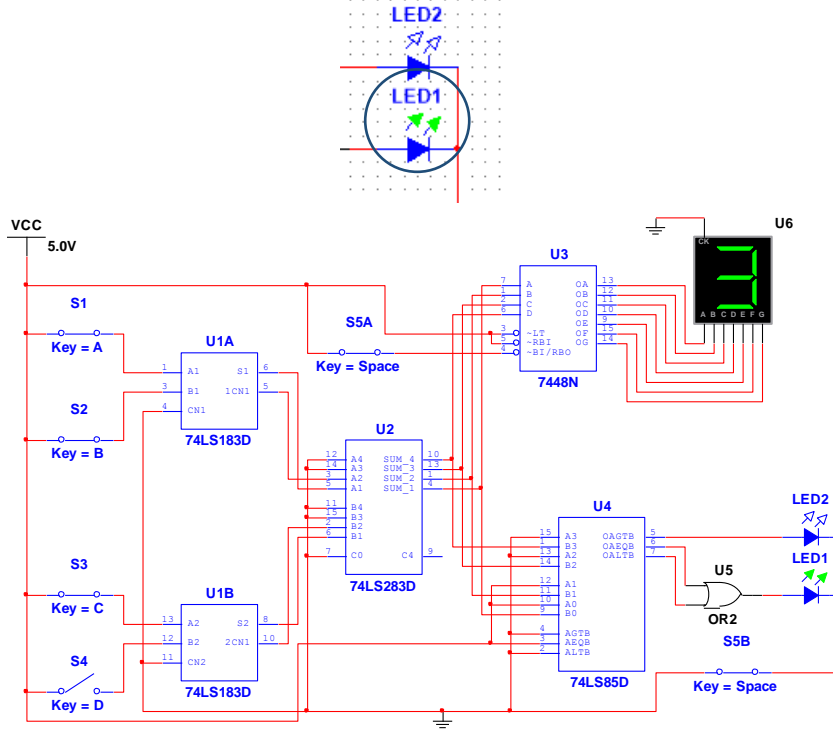 LED2
LED1
VCC
5.0V
S1
Key = A
S2
Key = B
S3
Key = C
S4
Key = D
U1A
1 A1 S1 6
3 B1 1CN1 5
4 CN1
74LS183D
U1B
13 A2 S2 8
12 B2 2CN1 10
11 CN2
74LS183D
S5A
Key = Space
U2
12 A4 SUM_4 10
14 A3 SUM_3 13
3 A2 SUM_2 1
5 A1 SUM_1 4
11 B4
15 B3
2 B2
6 B1
7 C0 C4 9
74LS283D
U3
7 A OA 13
1 B OB 12
2 C OC 11
6 D OD 10
OE 9
3 ~LT OF 15
5 ~RBI OG 14
4 ~BI/RBO
7448N
U6
CK
3
A B C D E F G
U4
15 A3 OAGTB 5
1 B3 OAEQB 6
13 A2 OALTB 7
14 B2
12 A1
11 B1
10 A0
9 B0
4 AGTB
3 AEQB
2 ALTB
74LS85D
U5
OR2
LED2
LED1
S5B
Key = Space